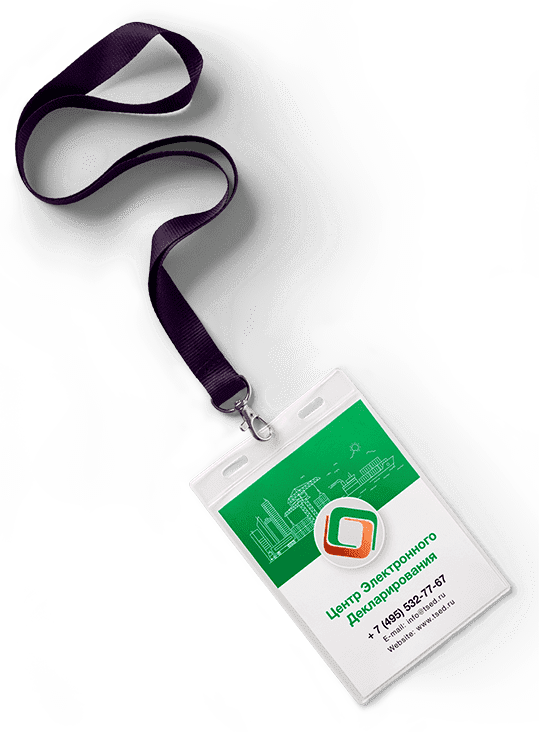 Центр Электронного
Декларирования
+ 7 (495) 532-77-67
E-mail: info@tsed.ru
Website: www.tsed.ru